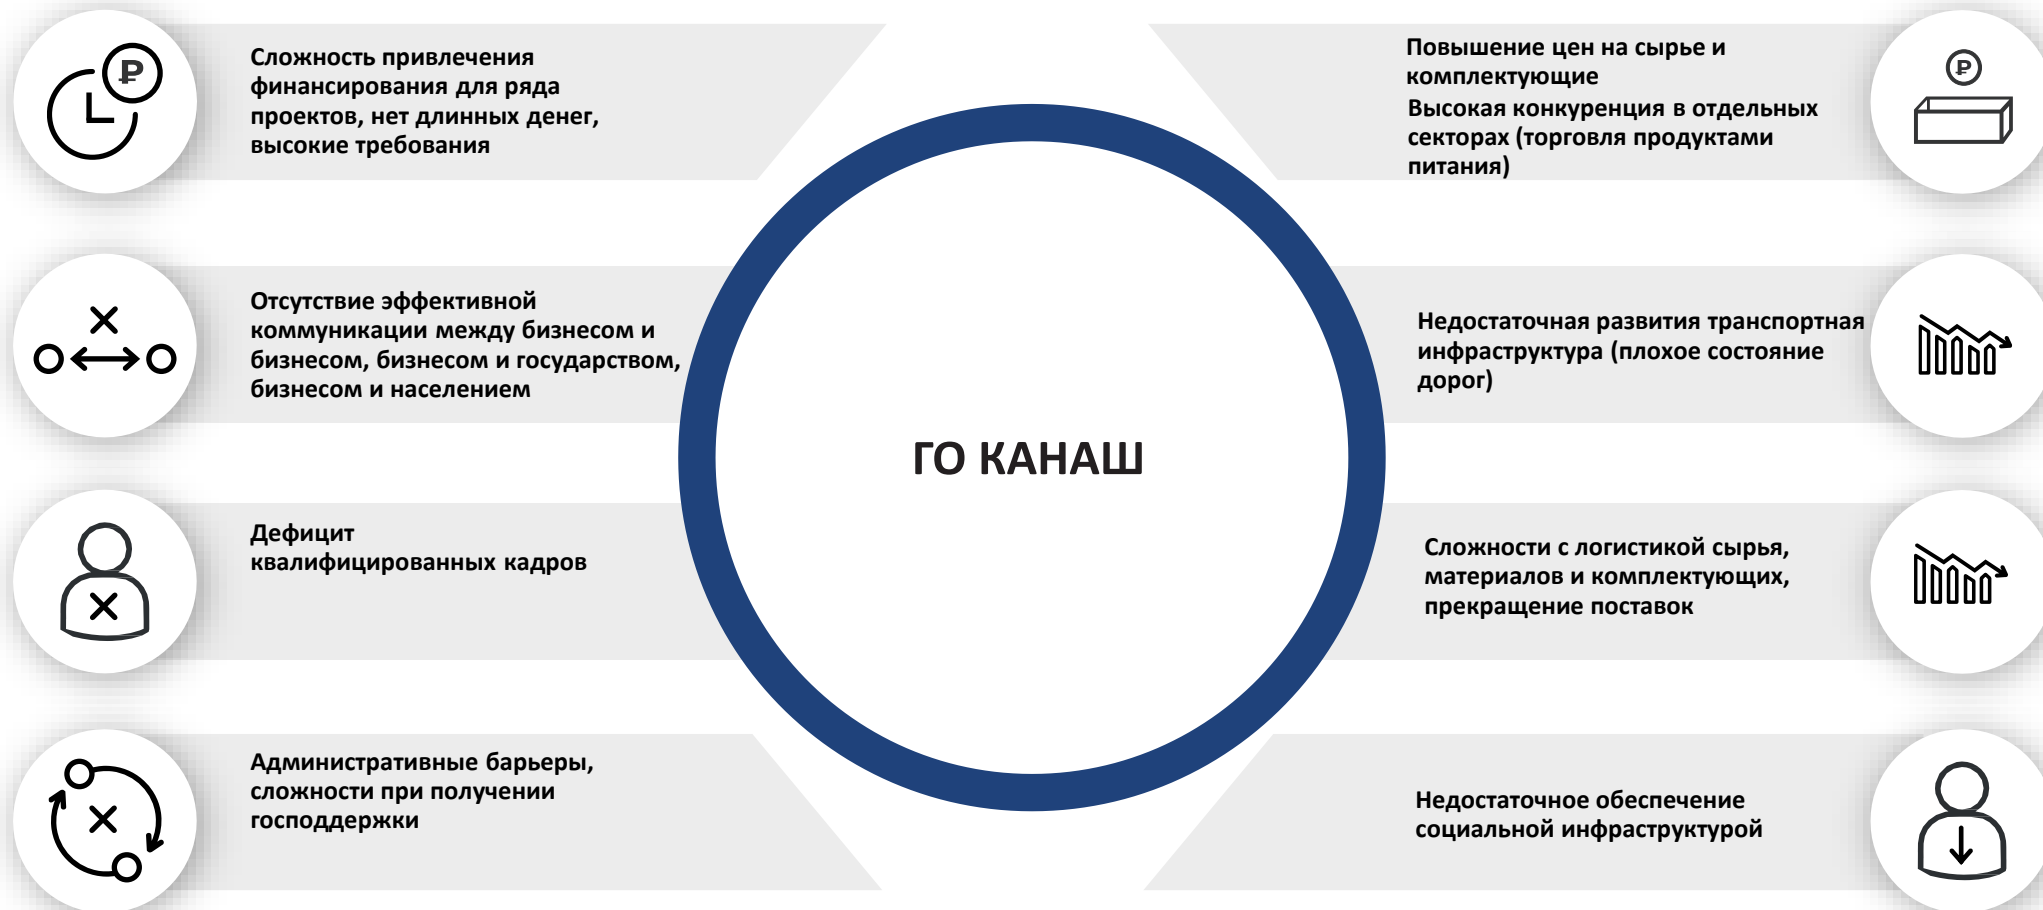 Сложность привлечения
финансирования для ряда
проектов, нет длинных денег,
высокие требования
Отсутствие эффективной
коммуникации между бизнесом и
бизнесом, бизнесом и государством,
бизнесом и населением
Дефицит
квалифицированных кадров
Административные барьеры,
сложности при получении
господдержки
ГО КАНАШ
Повышение цен на сырье и
комплектующие
Высокая конкуренция в отдельных
секторах (торговля продуктами
питания)
Недостаточная развития транспортная
инфраструктура (плохое состояние
дорог)
Сложности с логистикой сырья,
материалов и комплектующих,
прекращение поставок
Недостаточное обеспечение
социальной инфраструктурой